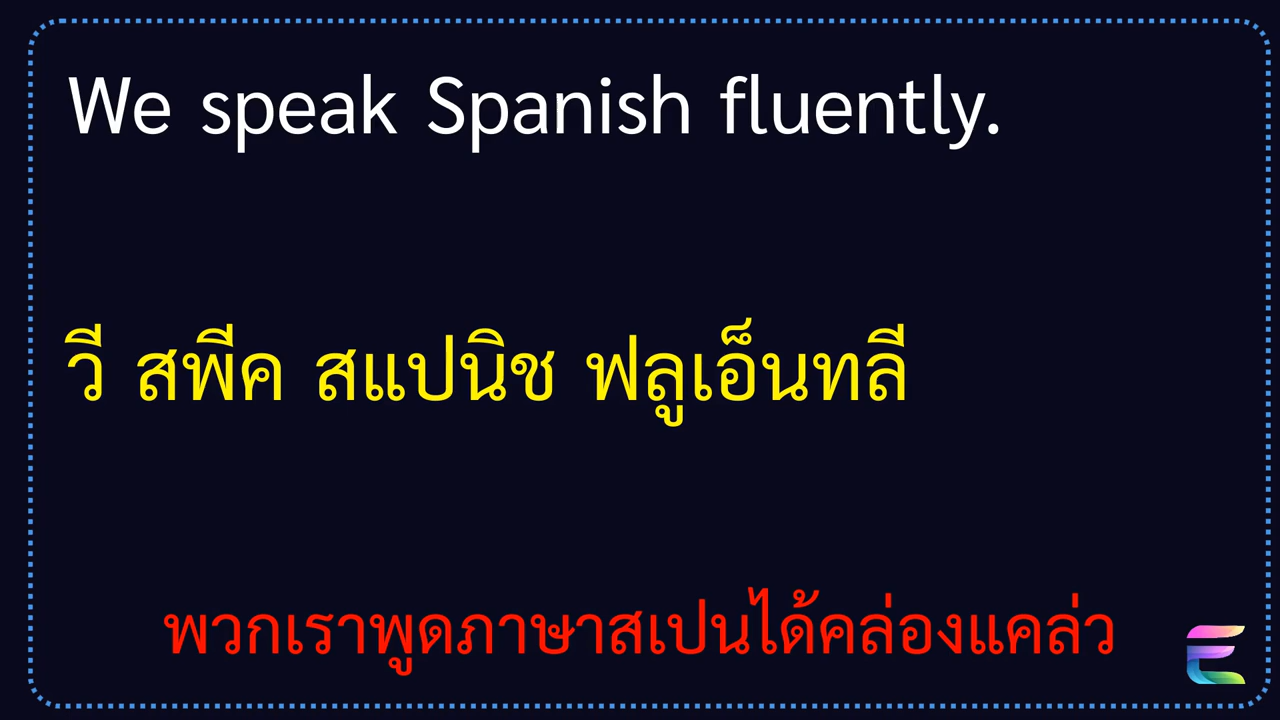 We speak Spanish fluently.
วี สพีค สแปนิช ฟลูเอ็นทลี
พวกเราพูดภาษาสเปนได้คล่องแคล่ว